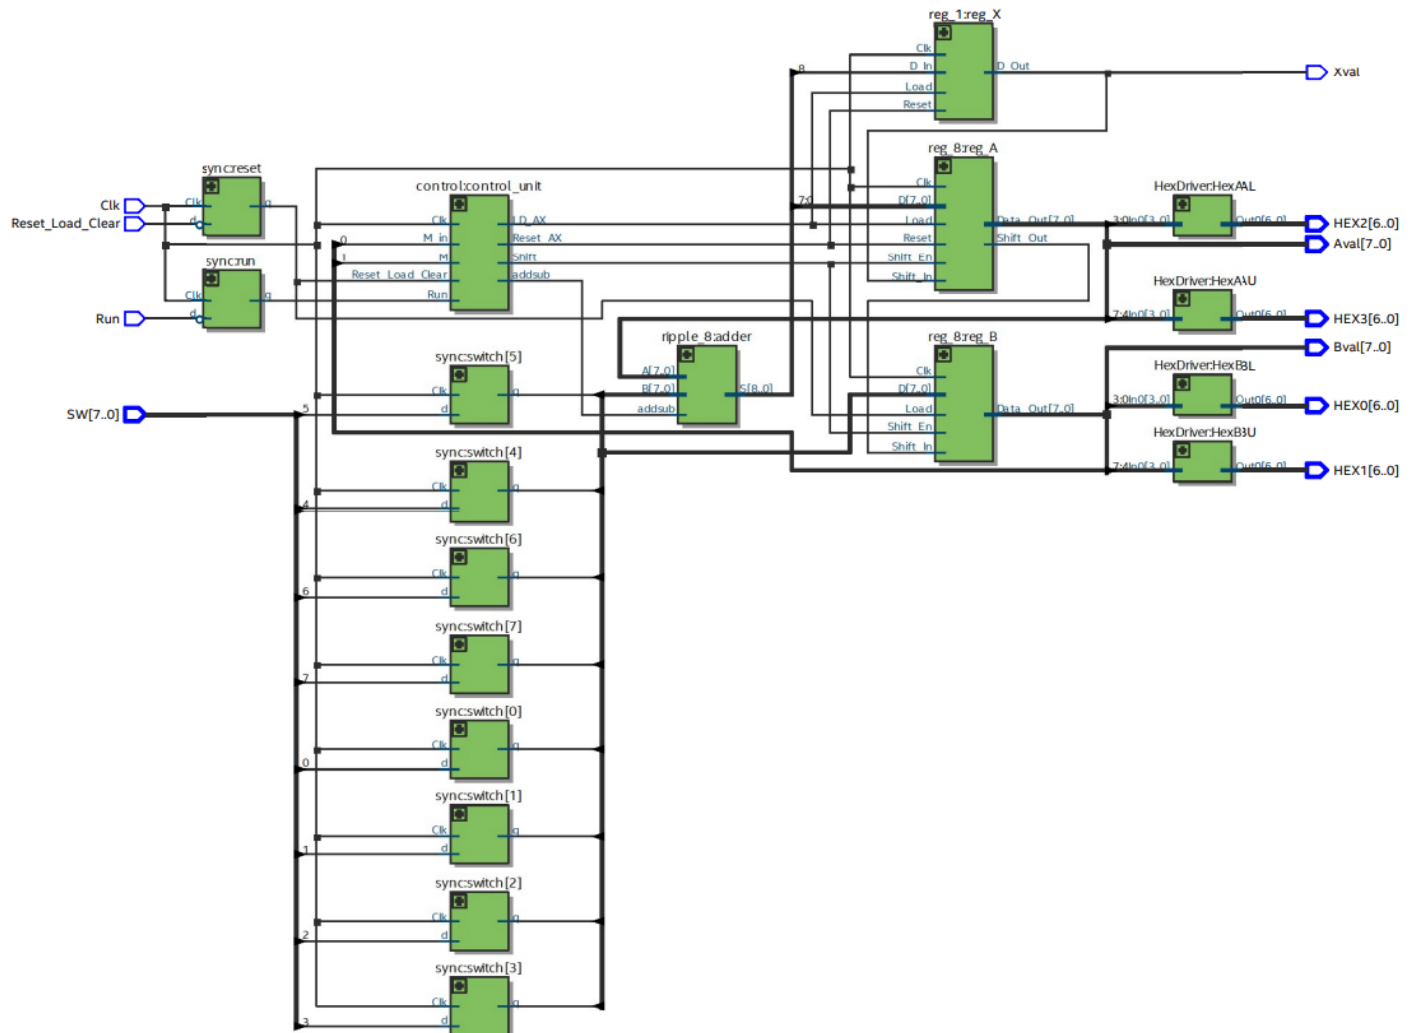 reg_1:reg_X
Clk
D_In
Load
Reset
D_Out
8
Xval
reg_8:reg_A
Clk
D[7..0]
Load
Reset
Shift_En
Shift_In
Data_Out[7..0]
Shift_Out
7:0
sync:reset
Clk
d
q
Clk
Reset_Load_Clear
sync:run
Clk
d
q
Run
control:control_unit
Clk
M_in
M
Reset_Load_Clear
Run
LD_AX
Reset_AX
Shift
addsub
0
1
HexDriver:HexAL
3:0
In0[3..0]
Out0[6..0]
HEX2[6..0]
Aval[7..0]
HexDriver:HexAU
7:4
In0[3..0]
Out0[6..0]
HEX3[6..0]
Bval[7..0]
ripple_8:adder
A[7..0]
B[7..0]
addsub
S[8..0]
reg_8:reg_B
Clk
D[7..0]
Load
Shift_En
Shift_In
Data_Out[7..0]
HexDriver:HexBL
3:0
In0[3..0]
Out0[6..0]
HEX0[6..0]
HexDriver:HexBU
7:4
In0[3..0]
Out0[6..0]
HEX1[6..0]
SW[7..0]
sync:switch[5]
Clk
d
q
5
sync:switch[4]
Clk
d
q
4
sync:switch[6]
Clk
d
q
6
sync:switch[7]
Clk
d
q
7
sync:switch[0]
Clk
d
q
0
sync:switch[1]
Clk
d
q
1
sync:switch[2]
Clk
d
q
2
sync:switch[3]
Clk
d
q
3